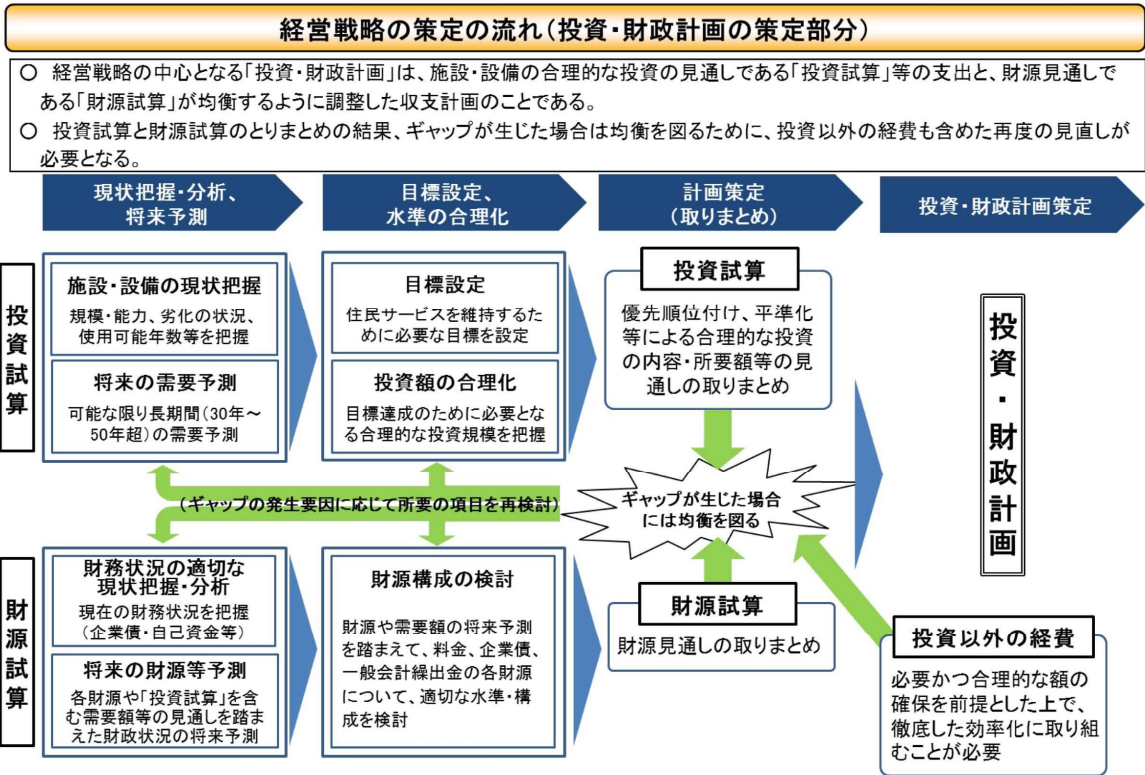 経営戦略の策定の流れ(投資・財政計画の策定部分)
○ 経営戦略の中心となる「投資・財政計画」は、施設・設備の合理的な投資の見通しである「投資試算」等の支出と、財源見通しで
ある「財源試算」が均衡するように調整した収支計画のことである。
○ 投資試算と財源試算のとりまとめの結果、ギャップが生じた場合は均衡を図るために、投資以外の経費も含めた再度の見直しが
必要となる。
現状把握・分析、
将来予測
目標設定、
水準の合理化
計画策定
(取りまとめ)
投資・財政計画策定
投資試算
施設・設備の現状把握
規模・能力、劣化の状況、
使用可能年数等を把握
将来の需要予測
可能な限り長期間(30年~
50年超)の需要予測
目標設定
住民サービスを維持するた
めに必要な目標を設定
投資額の合理化
目標達成のために必要とな
る合理的な投資規模を把握
投資試算
優先順位付け、平準化
等による合理的な投資
の内容・所要額等の見
通しの取りまとめ
(ギャップの発生要因に応じて所要の項目を再検討)
ギャップが生じた場合
には均衡を図る
投資・財政計画
財源試算
財務状況の適切な
現状把握・分析
現在の財務状況を把握
(企業債・自己資金等)
将来の財源等予測
各財源や「投資試算」を含
む需要額等の見通しを踏ま
えた財政状況の将来予測
財源構成の検討
財源や需要額の将来予測
を踏まえて、料金、企業債、
一般会計繰出金の各財源
について、適切な水準・構
成を検討
財源試算
財源見通しの取りまとめ
投資以外の経費
必要かつ合理的な額の
確保を前提とした上で、
徹底した効率化に取り組
むことが必要